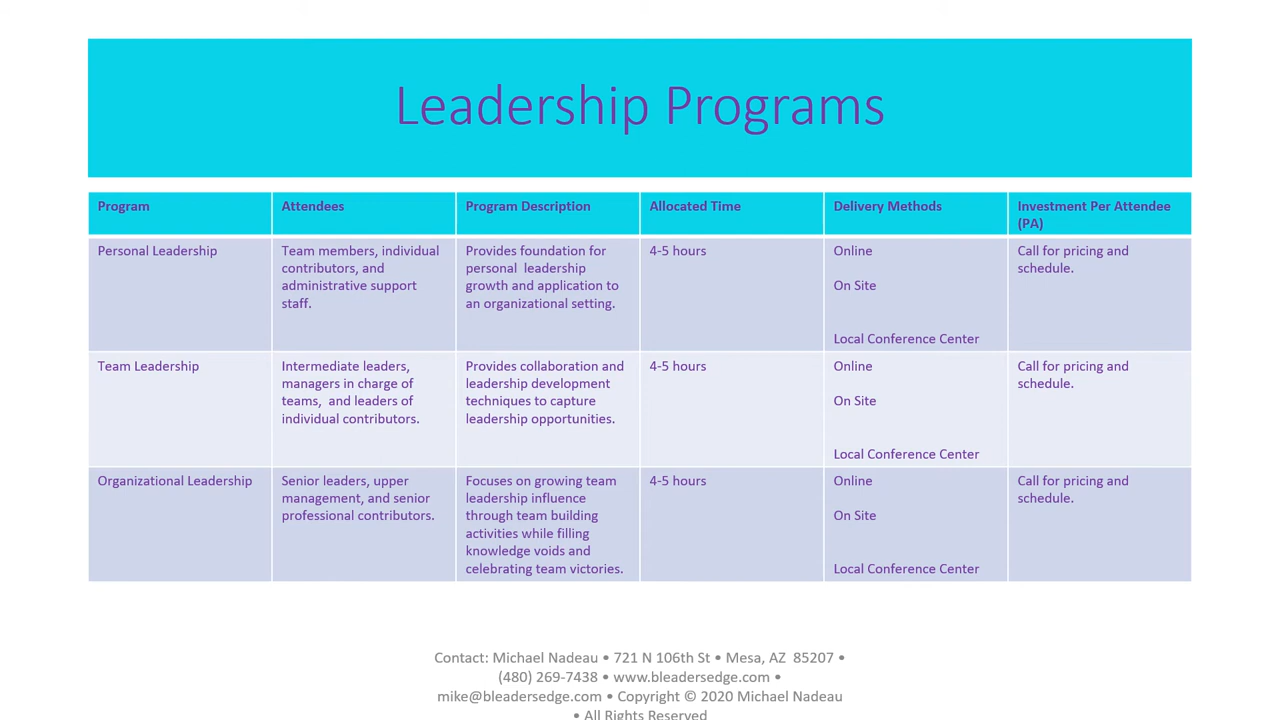 Leadership Programs
Program
Attendees
Program Description
Allocated Time
Delivery Methods
Investment Per Attendee
(PA)
Personal Leadership
Team members, individual
contributors, and
administrative support
staff.
Provides foundation for
personal  leadership
growth and application to
an organizational setting.
4-5 hours
Online
On Site
Local Conference Center
Call for pricing and
schedule.
Team Leadership
Intermediate leaders,
managers in charge of
teams,  and leaders of
individual contributors.
Provides collaboration and
leadership development
techniques to capture
leadership opportunities.
4-5 hours
Online
On Site
Local Conference Center
Call for pricing and
schedule.
Organizational Leadership
Senior leaders, upper
management, and senior
professional contributors.
Focuses on growing team
leadership influence
through team building
activities while filling
knowledge voids and
celebrating team victories.
4-5 hours
Online
On Site
Local Conference Center
Call for pricing and
schedule.
Contact: Michael Nadeau • 721 N 106th St • Mesa, AZ  85207 •
(480) 269-7438 • www.bleadersedge.com •
mike@bleadersedge.com • Copyright © 2020 Michael Nadeau
• All Rights Reserved